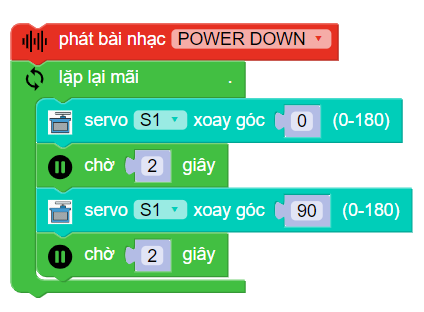 phát bài nhạc POWER DOWN
lặp lại mãi .
servo S1 xoay góc 0 (0-180)
chờ 2 giây
servo S1 xoay góc 90 (0-180)
chờ 2 giây